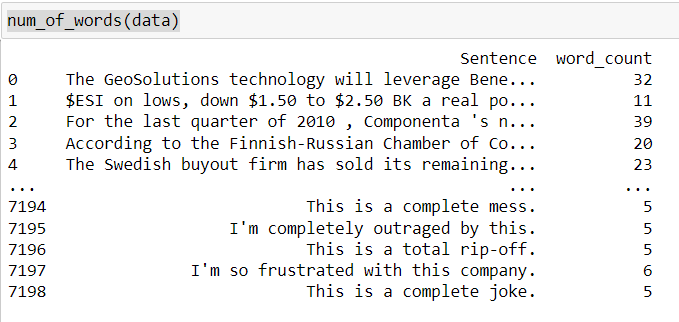 num_of_words(data)
Sentence word_count
0 The GeoSolutions technology will leverage Bene... 32
1 $ESI on lows, down $1.50 to $2.50 BK a real po... 11
2 For the last quarter of 2010 , Componenta 's n... 39
3 According to the Finnish-Russian Chamber of Co... 20
4 The Swedish buyout firm has sold its remaining... 23
... ... ...
7194 This is a complete mess. 5
7195 I'm completely outraged by this. 5
7196 This is a total rip-off. 5
7197 I'm so frustrated with this company. 6
7198 This is a complete joke. 5